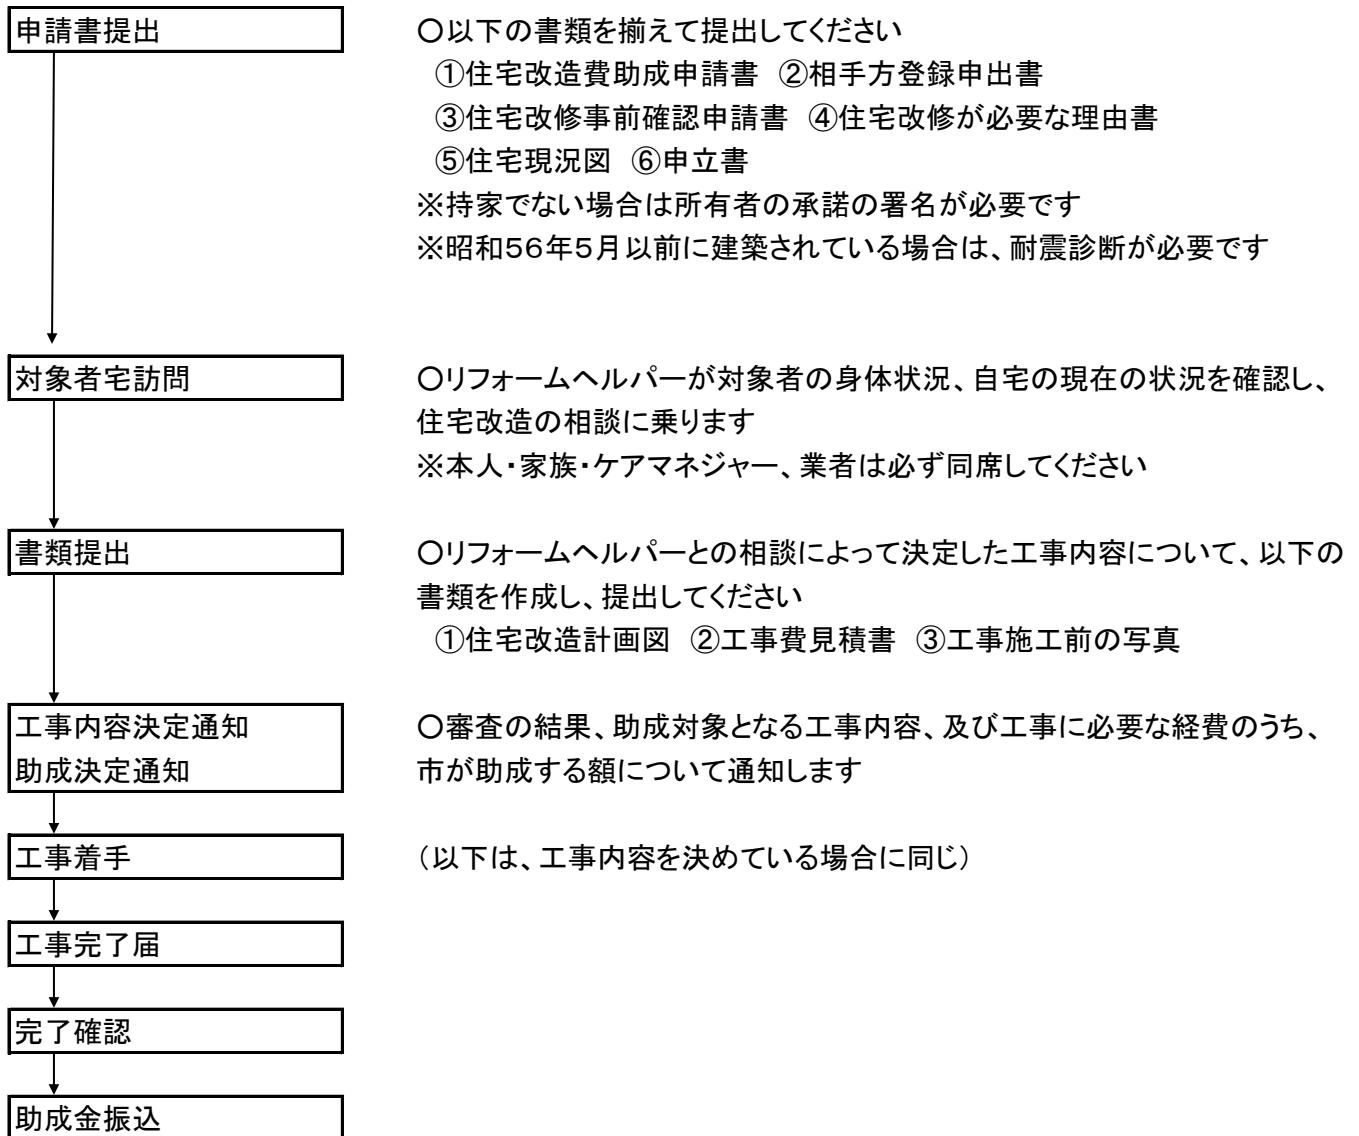 申請書提出
〇以下の書類を揃えて提出してください
①住宅改造費助成申請書 ②相手方登録申出書
③住宅改修事前確認申請書 ④住宅改修が必要な理由書
⑤住宅現況図 ⑥申立書
※持家でない場合は所有者の承諾の署名が必要です
※昭和56年5月以前に建築されている場合は、耐震診断が必要です
対象者宅訪問
〇リフォームヘルパーが対象者の身体状況、自宅の現在の状況を確認し、
住宅改造の相談に乗ります
※本人・家族・ケアマネジャー、業者は必ず同席してください
書類提出
〇リフォームヘルパーとの相談によって決定した工事内容について、以下の
書類を作成し、提出してください
①住宅改造計画図 ②工事費見積書 ③工事施工前の写真
工事内容決定通知
助成決定通知
〇審査の結果、助成対象となる工事内容、及び工事に必要な経費のうち、
市が助成する額について通知します
工事着手
（以下は、工事内容を決めている場合に同じ）
工事完了届
完了確認
助成金振込